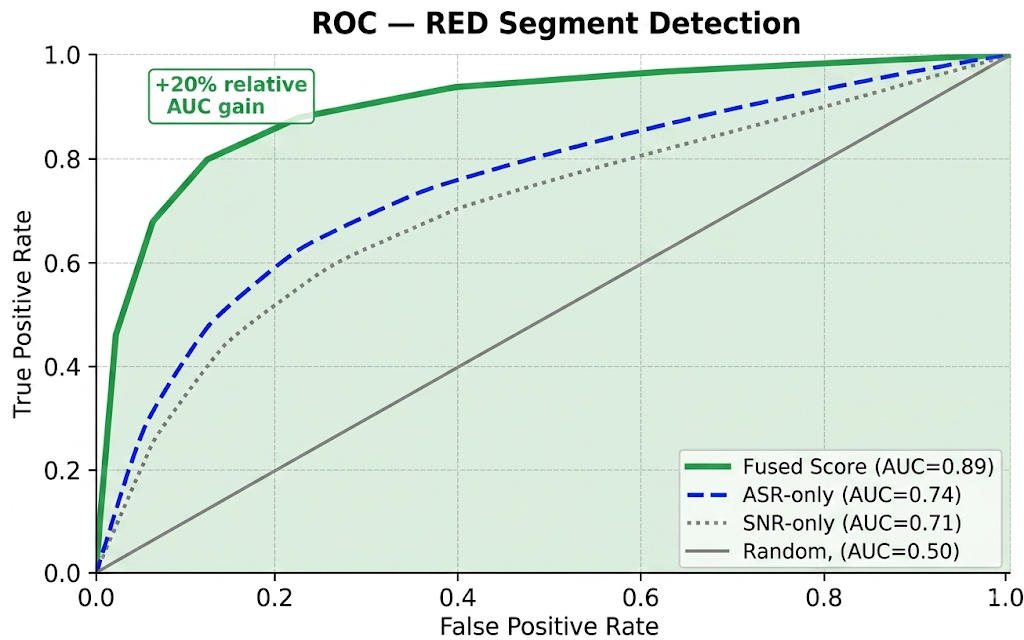 ROC — RED Segment Detection
+20% relative
AUC gain
True Positive Rate
1.0
0.8
0.6
0.4
0.2
0.0
0.0 0.2 0.4 0.6 0.8 1.0
False Positive Rate
Fused Score (AUC=0.89)
ASR-only (AUC=0.74)
SNR-only (AUC=0.71)
Random, (AUC=0.50)